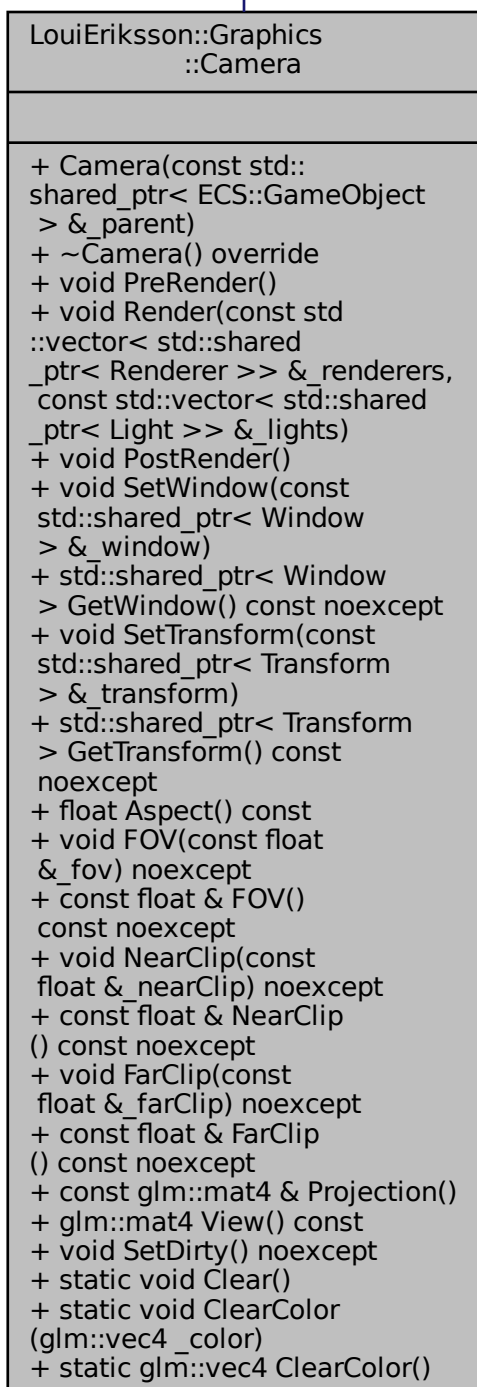 LouiEriksson::Graphics
::Camera
+ Camera(const std::
shared_ptr< ECS::GameObject
> &_parent)
+ ~Camera() override
+ void PreRender()
+ void Render(const std
::vector< std::shared
_ptr< Renderer >> &_renderers,
const std::vector< std::shared
_ptr< Light >> &_lights)
+ void PostRender()
+ void SetWindow(const
std::shared_ptr< Window
> &_window)
+ std::shared_ptr< Window
> GetWindow() const noexcept
+ void SetTransform(const
std::shared_ptr< Transform
> &_transform)
+ std::shared_ptr< Transform
> GetTransform() const
noexcept
+ float Aspect() const
+ void FOV(const float
&_fov) noexcept
+ const float & FOV()
const noexcept
+ void NearClip(const
float &_nearClip) noexcept
+ const float & NearClip
() const noexcept
+ void FarClip(const
float &_farClip) noexcept
+ const float & FarClip
() const noexcept
+ const glm::mat4 & Projection()
+ glm::mat4 View() const
+ void SetDirty() noexcept
+ static void Clear()
+ static void ClearColor
(glm::vec4 _color)
+ static glm::vec4 ClearColor()